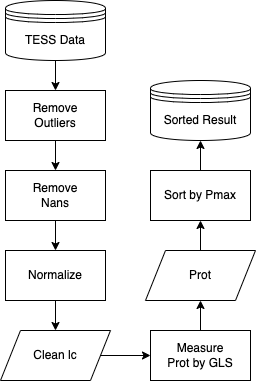 TESS Data
Remove
Outliers
Remove
Nans
Normalize
Clean lc
Measure
Prot by GLS
Prot
Sort by Pmax
Sorted Result